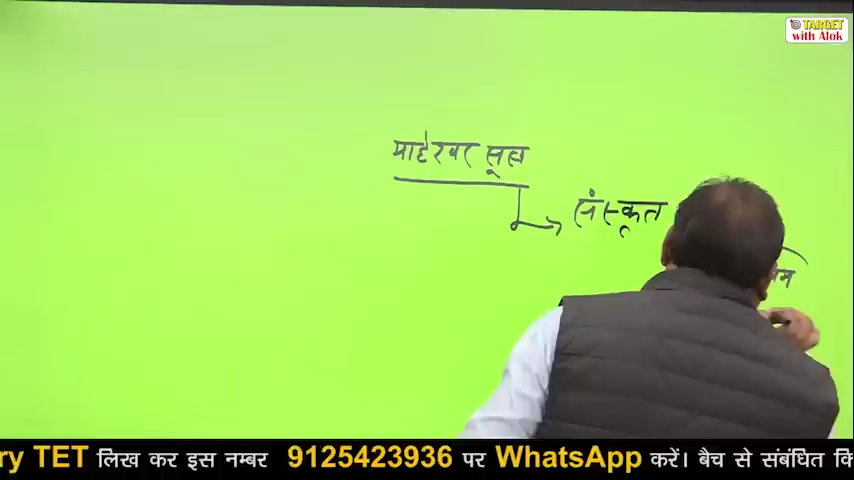 TARGET
with Alok
माहेश्वर सूत्र
संस्कृत
ry TET लिख कर इस नम्बर 9125423936 पर WhatsApp करें। बैच से संबंधित कि